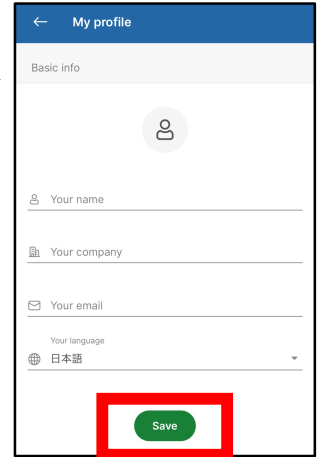 My profile
Basic info
Your name
Your company
Your email
Your language
日本語
Save